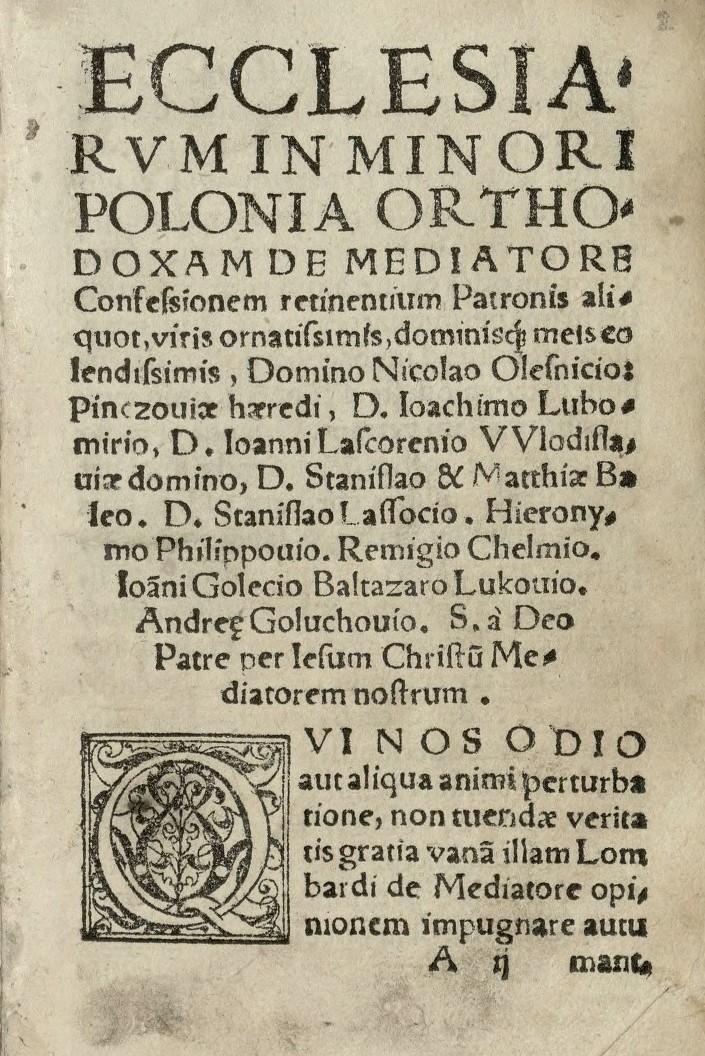 ECCLESIA⸗
RVM IN MINORI
POLONIA ORTHO⸗
DOXAM DE MEDIATORE
Confeſsionem retinentium Patronis ali⸗
quot, viris ornatiſsimis, dominisq́; meis co
lendiſsimis, Domino Nicolao Oleſnicio:
Pinczouiæ hæredi, D. Ioachimo Lubo⸗
mirio, D. Ioanni Laſcorenio VVlodiſla⸗
uiæ domino, D. Staniſlao & Matthiæ Ba⸗
leo. D. Staniſlao Laſſocio. Hierony⸗
mo Philippouio. Remigio Chelmio.
Ioāni Golecio Baltazaro Lukouio.
Andreę Goluchouio. S. à Deo
Patre per Ieſum Chriſtū Me⸗
diatorem noſtrum.
QVI NOS ODIO
aut aliqua animi perturba
tione, non tuendæ verita
tis gratia vanā illam Lom
bardi de Mediatore opi⸗
nionem impugnare autu
A ij mant,